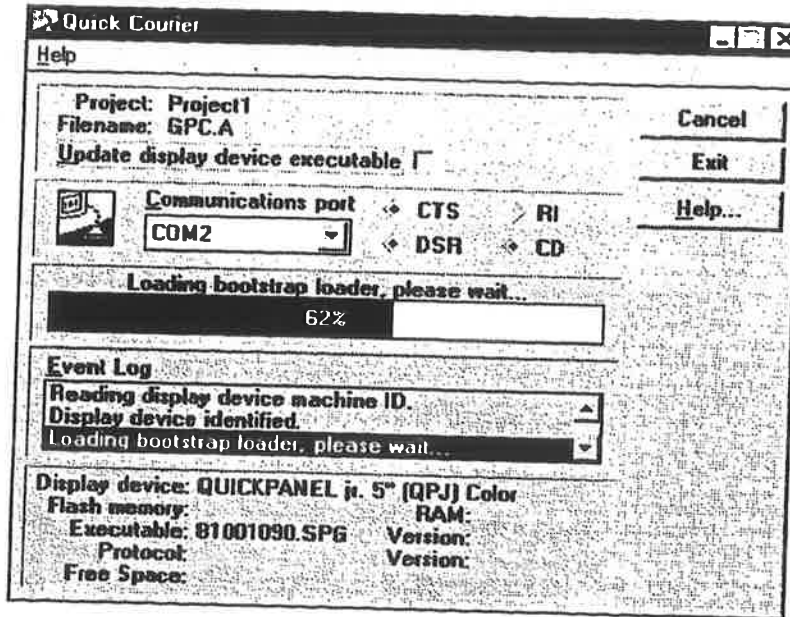 Quick Courier
Help
Project: Project1
Filename: GPC.A
Update display device executable
Cancel
Exit
Help...
Communications port
COM2
CTS
RI
DSR
CD
Loading bootstrap loader, please wait...
62%
Event Log
Reading display device machine ID.
Display device identified.
Loading bootstrap loader, please wait...
Display device: QUICKPANEL jr. 5" (QPJ) Color
Flash memory:
RAM:
Executable: 81001090.SPG
Version:
Protocol:
Version:
Free Space: